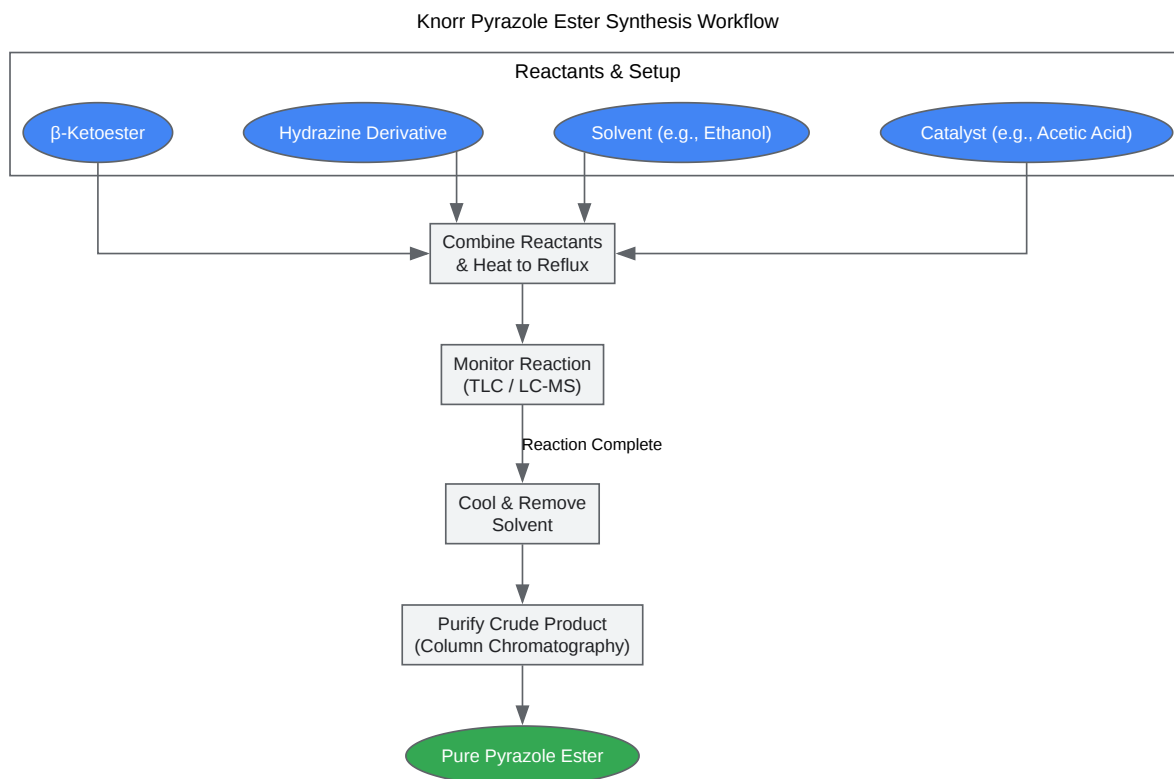 Knorr Pyrazole Ester Synthesis Workflow
Reactants & Setup
β-Ketoester
Hydrazine Derivative
Solvent (e.g., Ethanol)
Catalyst (e.g., Acetic Acid)
Combine Reactants
& Heat to Reflux
Monitor Reaction
(TLC / LC-MS)
Reaction Complete
Cool & Remove
Solvent
Purify Crude Product
(Column Chromatography)
Pure Pyrazole Ester